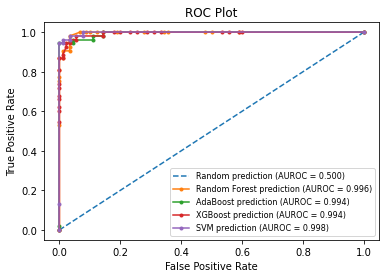 ROC Plot
True Positive Rate
1.0
0.8
0.6
0.4
0.2
0.0
Random prediction (AUROC = 0.500)
Random Forest prediction (AUROC = 0.996)
AdaBoost prediction (AUROC = 0.994)
XGBoost prediction (AUROC = 0.994)
SVM prediction (AUROC = 0.998)
0.0 0.2 0.4 0.6 0.8 1.0
False Positive Rate